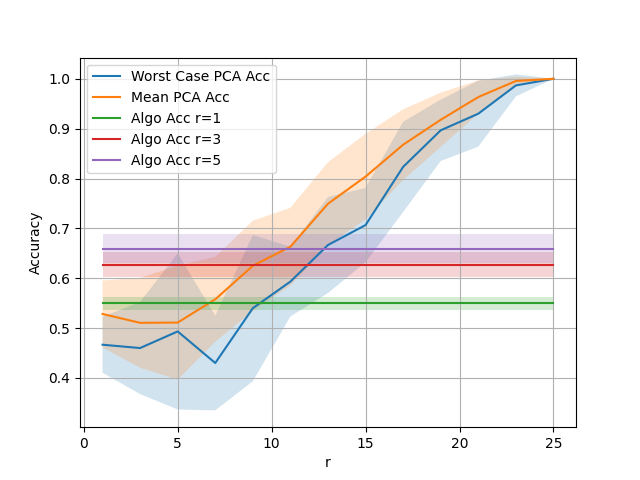 Worst Case PCA Acc
Mean PCA Acc
Algo Acc r=1
Algo Acc r=3
Algo Acc r=5
1.0
0.9
0.8
0.7
0.6
0.5
0.4
Accuracy
0 5 10 15 20 25
r